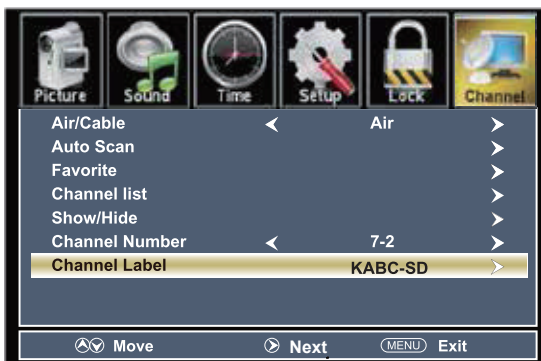 Picture Sound Time Setup Lock Channel
Air/Cable Air
Auto Scan
Favorite
Channel list
Show/Hide
Channel Number 7-2
Channel Label KABC-SD
Move Next MENU Exit